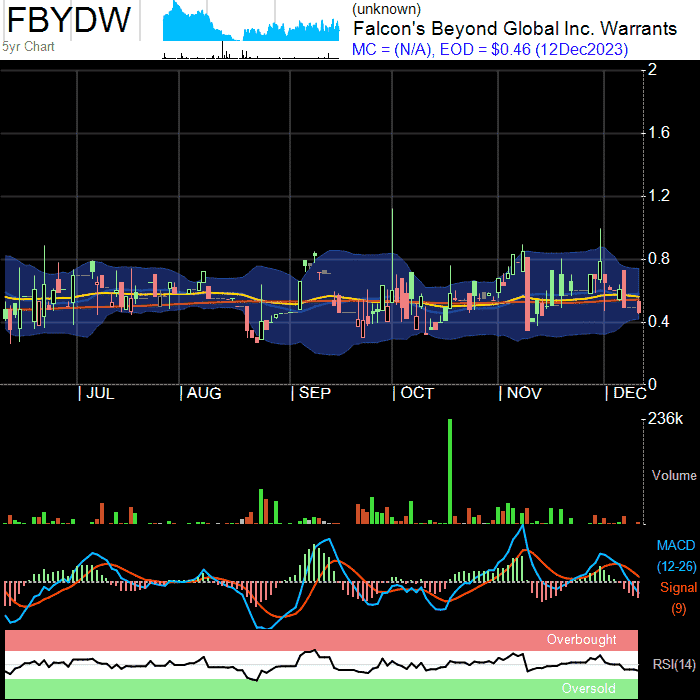 FBYDW
5yr Chart
(unknown)
Falcon's Beyond Global Inc. Warrants
MC = (N/A), EOD = $0.46 (12Dec2023)
2
1.6
1.2
0.8
0.4
0
JUL
AUG
SEP
OCT
NOV
DEC
236k
Volume
MACD
(12-26)
Signal
(9)
Overbought
RSI(14)
Oversold